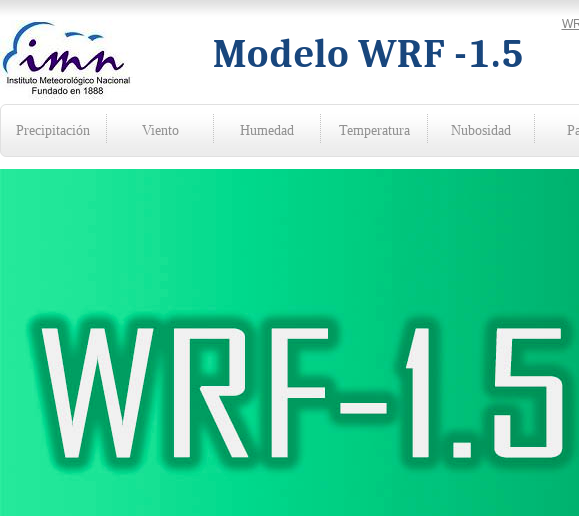 imn
Instituto Meteorológico Nacional
Fundado en 1888
Modelo WRF -1.5
WR
Precipitación Viento Humedad Temperatura Nubosidad Pa
WRF-1.5